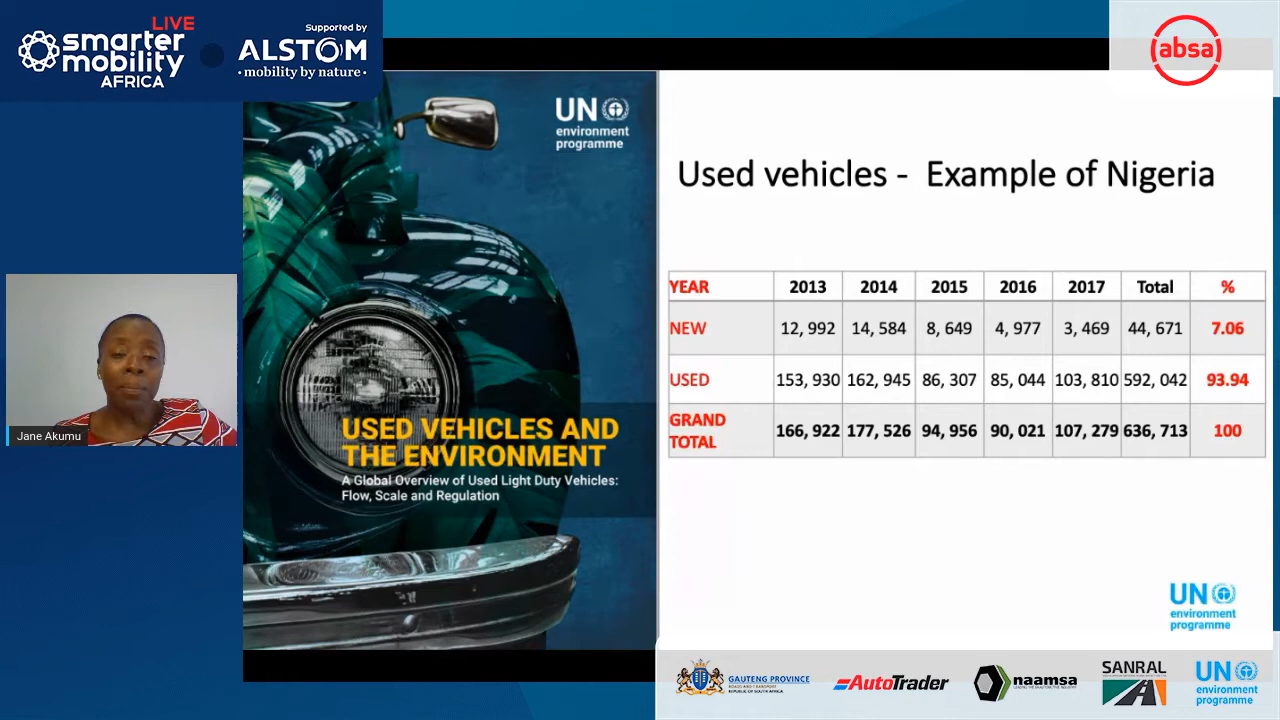 LIVE
smarter
mobility
AFRICA
Supported by
ALSTOM
• mobility by nature •
absa
UN
environment
programme
USED VEHICLES AND
THE ENVIRONMENT
A Global Overview of Used Light Duty Vehicles:
Flow, Scale and Regulation
Used vehicles - Example of Nigeria
YEAR 2013 2014 2015 2016 2017 Total %
NEW 12, 992 14, 584 8, 649 4, 977 3, 469 44, 671 7.06
USED 153, 930 162, 945 86, 307 85, 044 103, 810 592, 042 93.94
GRAND
TOTAL 166, 922 177, 526 94, 956 90, 021 107, 279 636, 713 100
UN
environment
programme
Jane Akumu
GAUTENG PROVINCE
ROADS AND TRANSPORT
REPUBLIC OF SOUTH AFRICA
AutoTrader
naamsa
SANRAL
UN
environment
programme